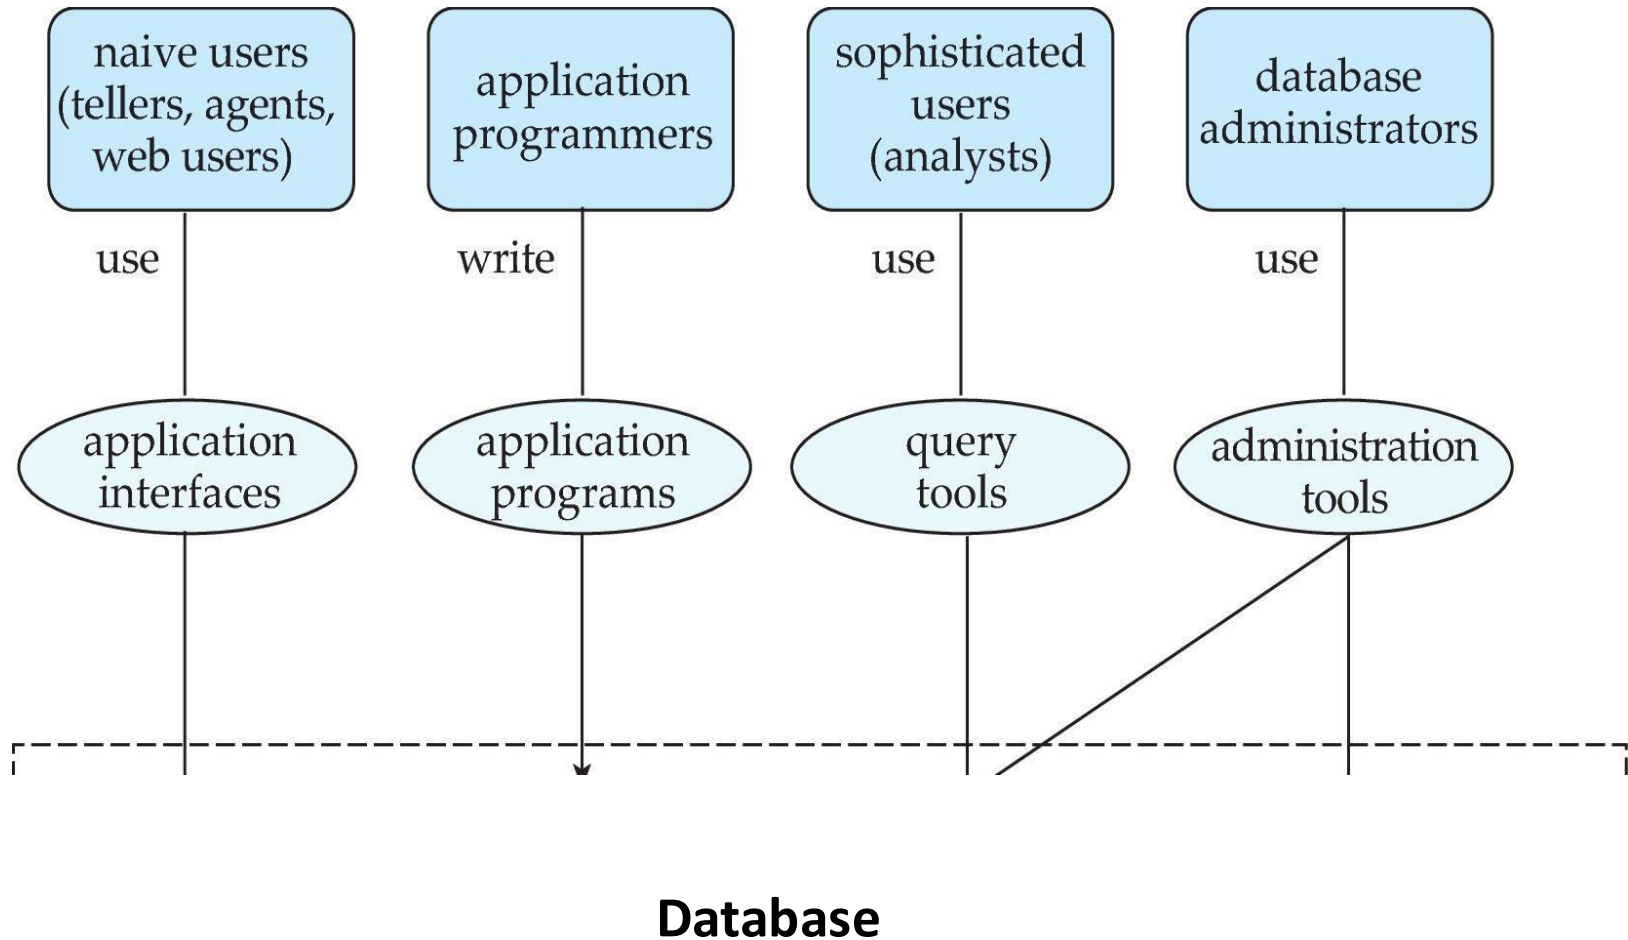 naive users
(tellers, agents,
web users)
application
programmers
sophisticated
users
(analysts)
database
administrators
use
write
use
use
application
interfaces
application
programs
query
tools
administration
tools
Database